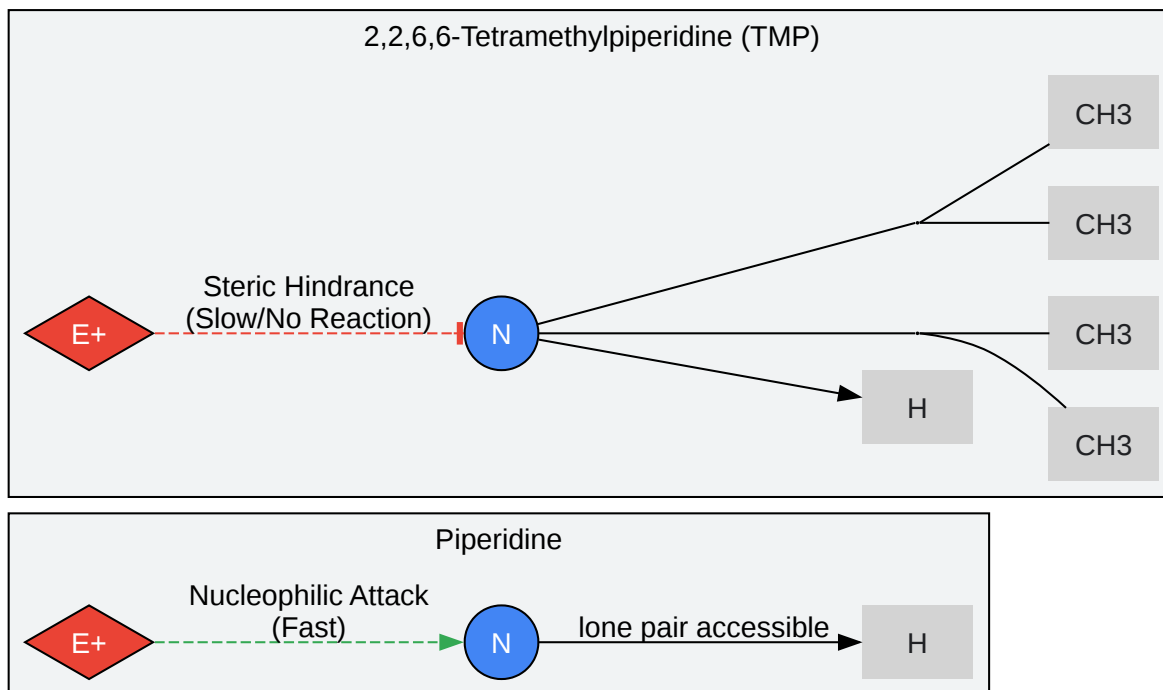 2,2,6,6-Tetramethylpiperidine (TMP)
CH3
CH3
Steric Hindrance
(Slow/No Reaction)
E+
N
CH3
H
CH3
Piperidine
Nucleophilic Attack
(Fast)
E+
N
lone pair accessible
H